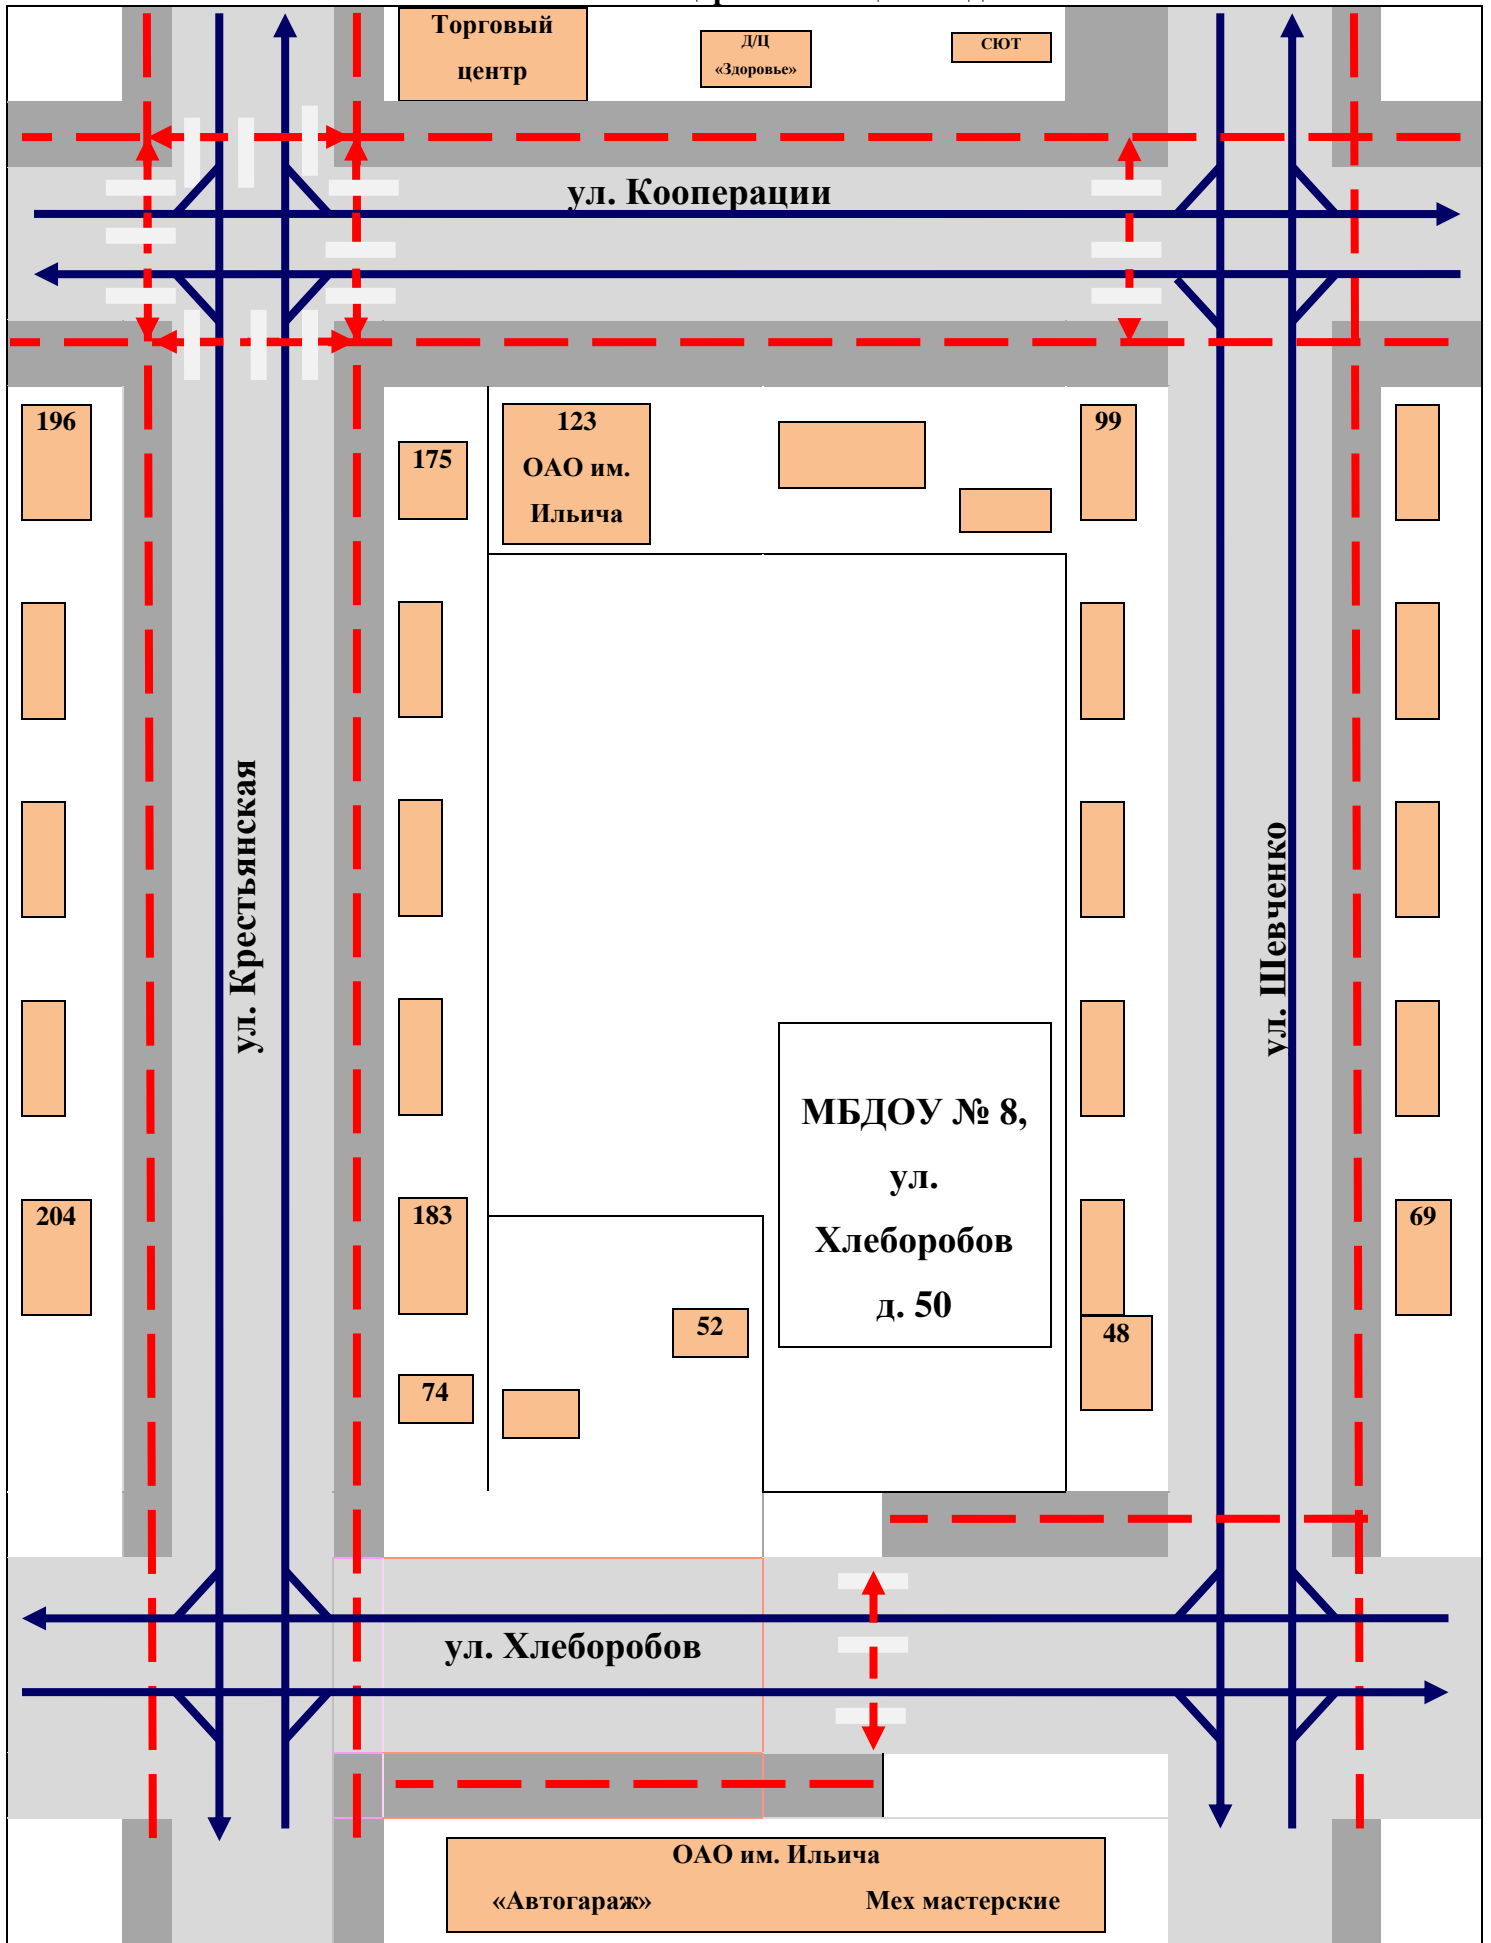 Торговый
центр
Д/Ц
«Здоровье»
СЮТ
ул. Кооперации
196
175
123
ОАО им.
Ильича
99
ул. Крестьянская
ул. Шевченко
МБДОУ № 8,
ул.
Хлеборобов
д. 50
204
183
69
52
48
74
ул. Хлеборобов
ОАО им. Ильича
«Автогараж» Мех мастерские